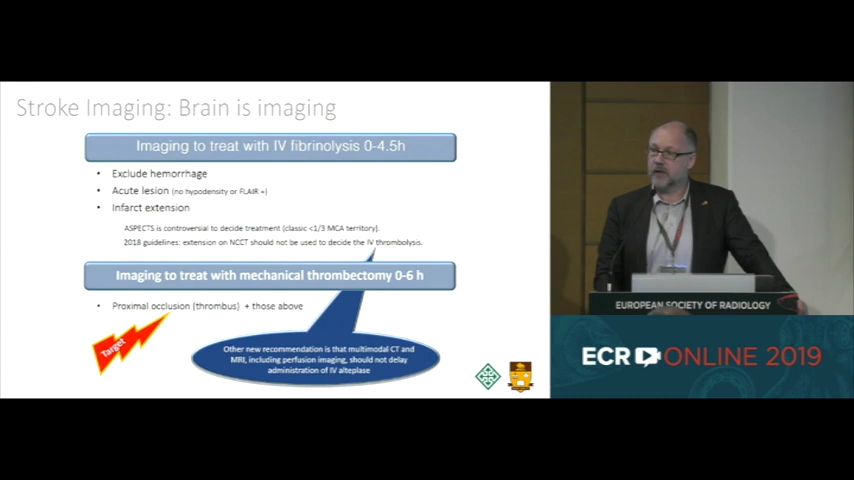 Stroke Imaging: Brain is imaging
Imaging to treat with IV fibrinolysis 0-4.5h
• Exclude hemorrhage
• Acute lesion (no hypodensity or FLAIR +)
• Infarct extension
ASPECTS is controversial to decide treatment (classic <1/3 MCA territory).
2018 guidelines: extension on NCCT should not be used to decide the IV thrombolysis.
Imaging to treat with mechanical thrombectomy 0-6 h
• Proximal occlusion (thrombus) + those above
Target
Other new recommendation is that multimodal CT and
MRI, including perfusion imaging, should not delay
administration of IV alteplase
EUROPEAN SOCIETY OF RADIOLOGY
ECR ONLINE 2019